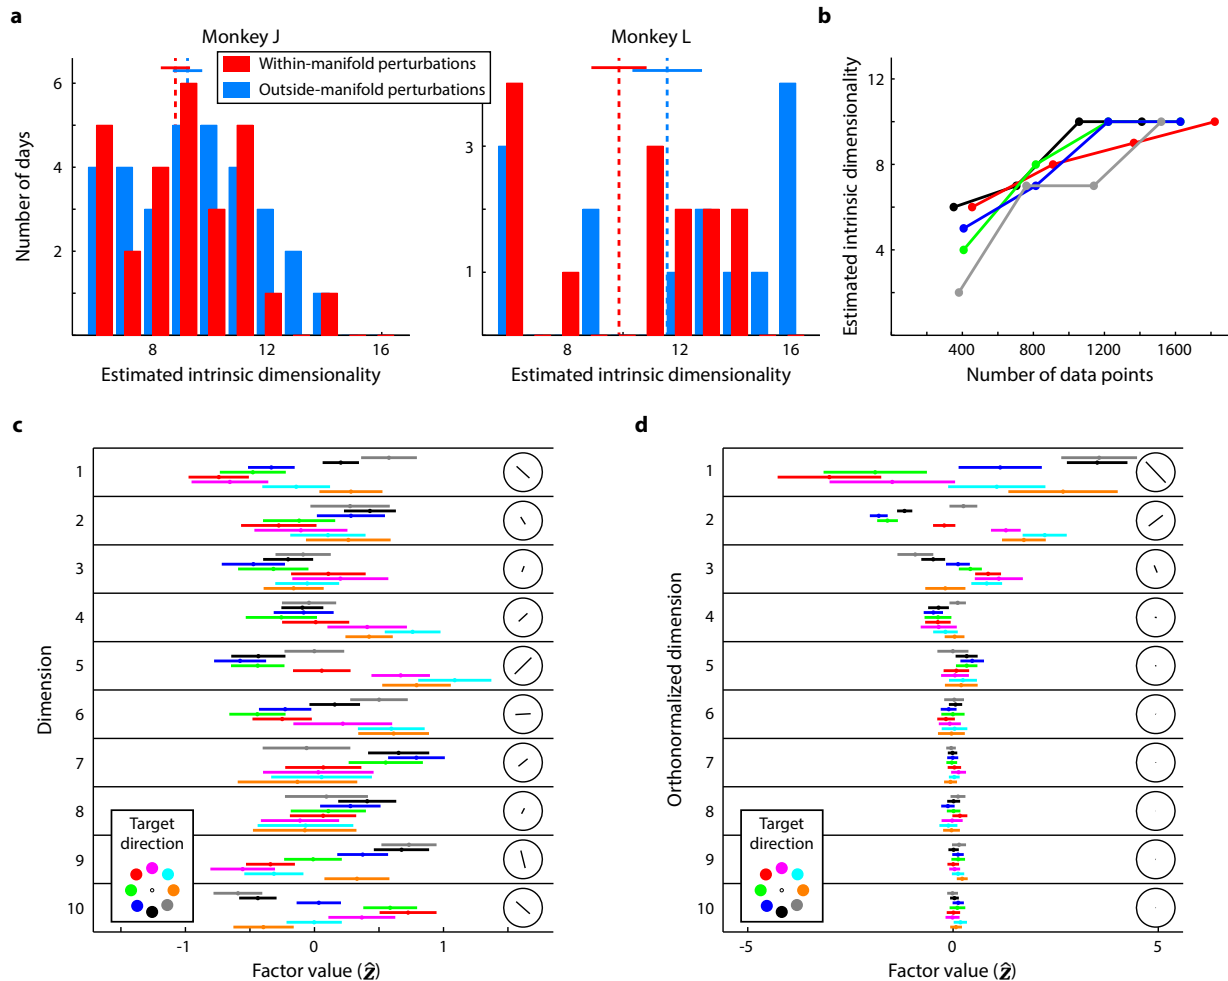 a
Monkey J
Within-manifold perturbations
Outside-manifold perturbations
Number of days
6
4
2
8
12
16
Estimated intrinsic dimensionality
Monkey L
3
1
8
12
16
Estimated intrinsic dimensionality
b
Estimated intrinsic dimensionality
12
8
4
400
800
1200
1600
Number of data points
c
Dimension
1
2
3
4
5
6
7
8
9
10
Target
direction
-1
0
1
Factor value (ẑ)
d
Orthonormalized dimension
1
2
3
4
5
6
7
8
9
10
Target
direction
-5
0
5
Factor value (ẑ)